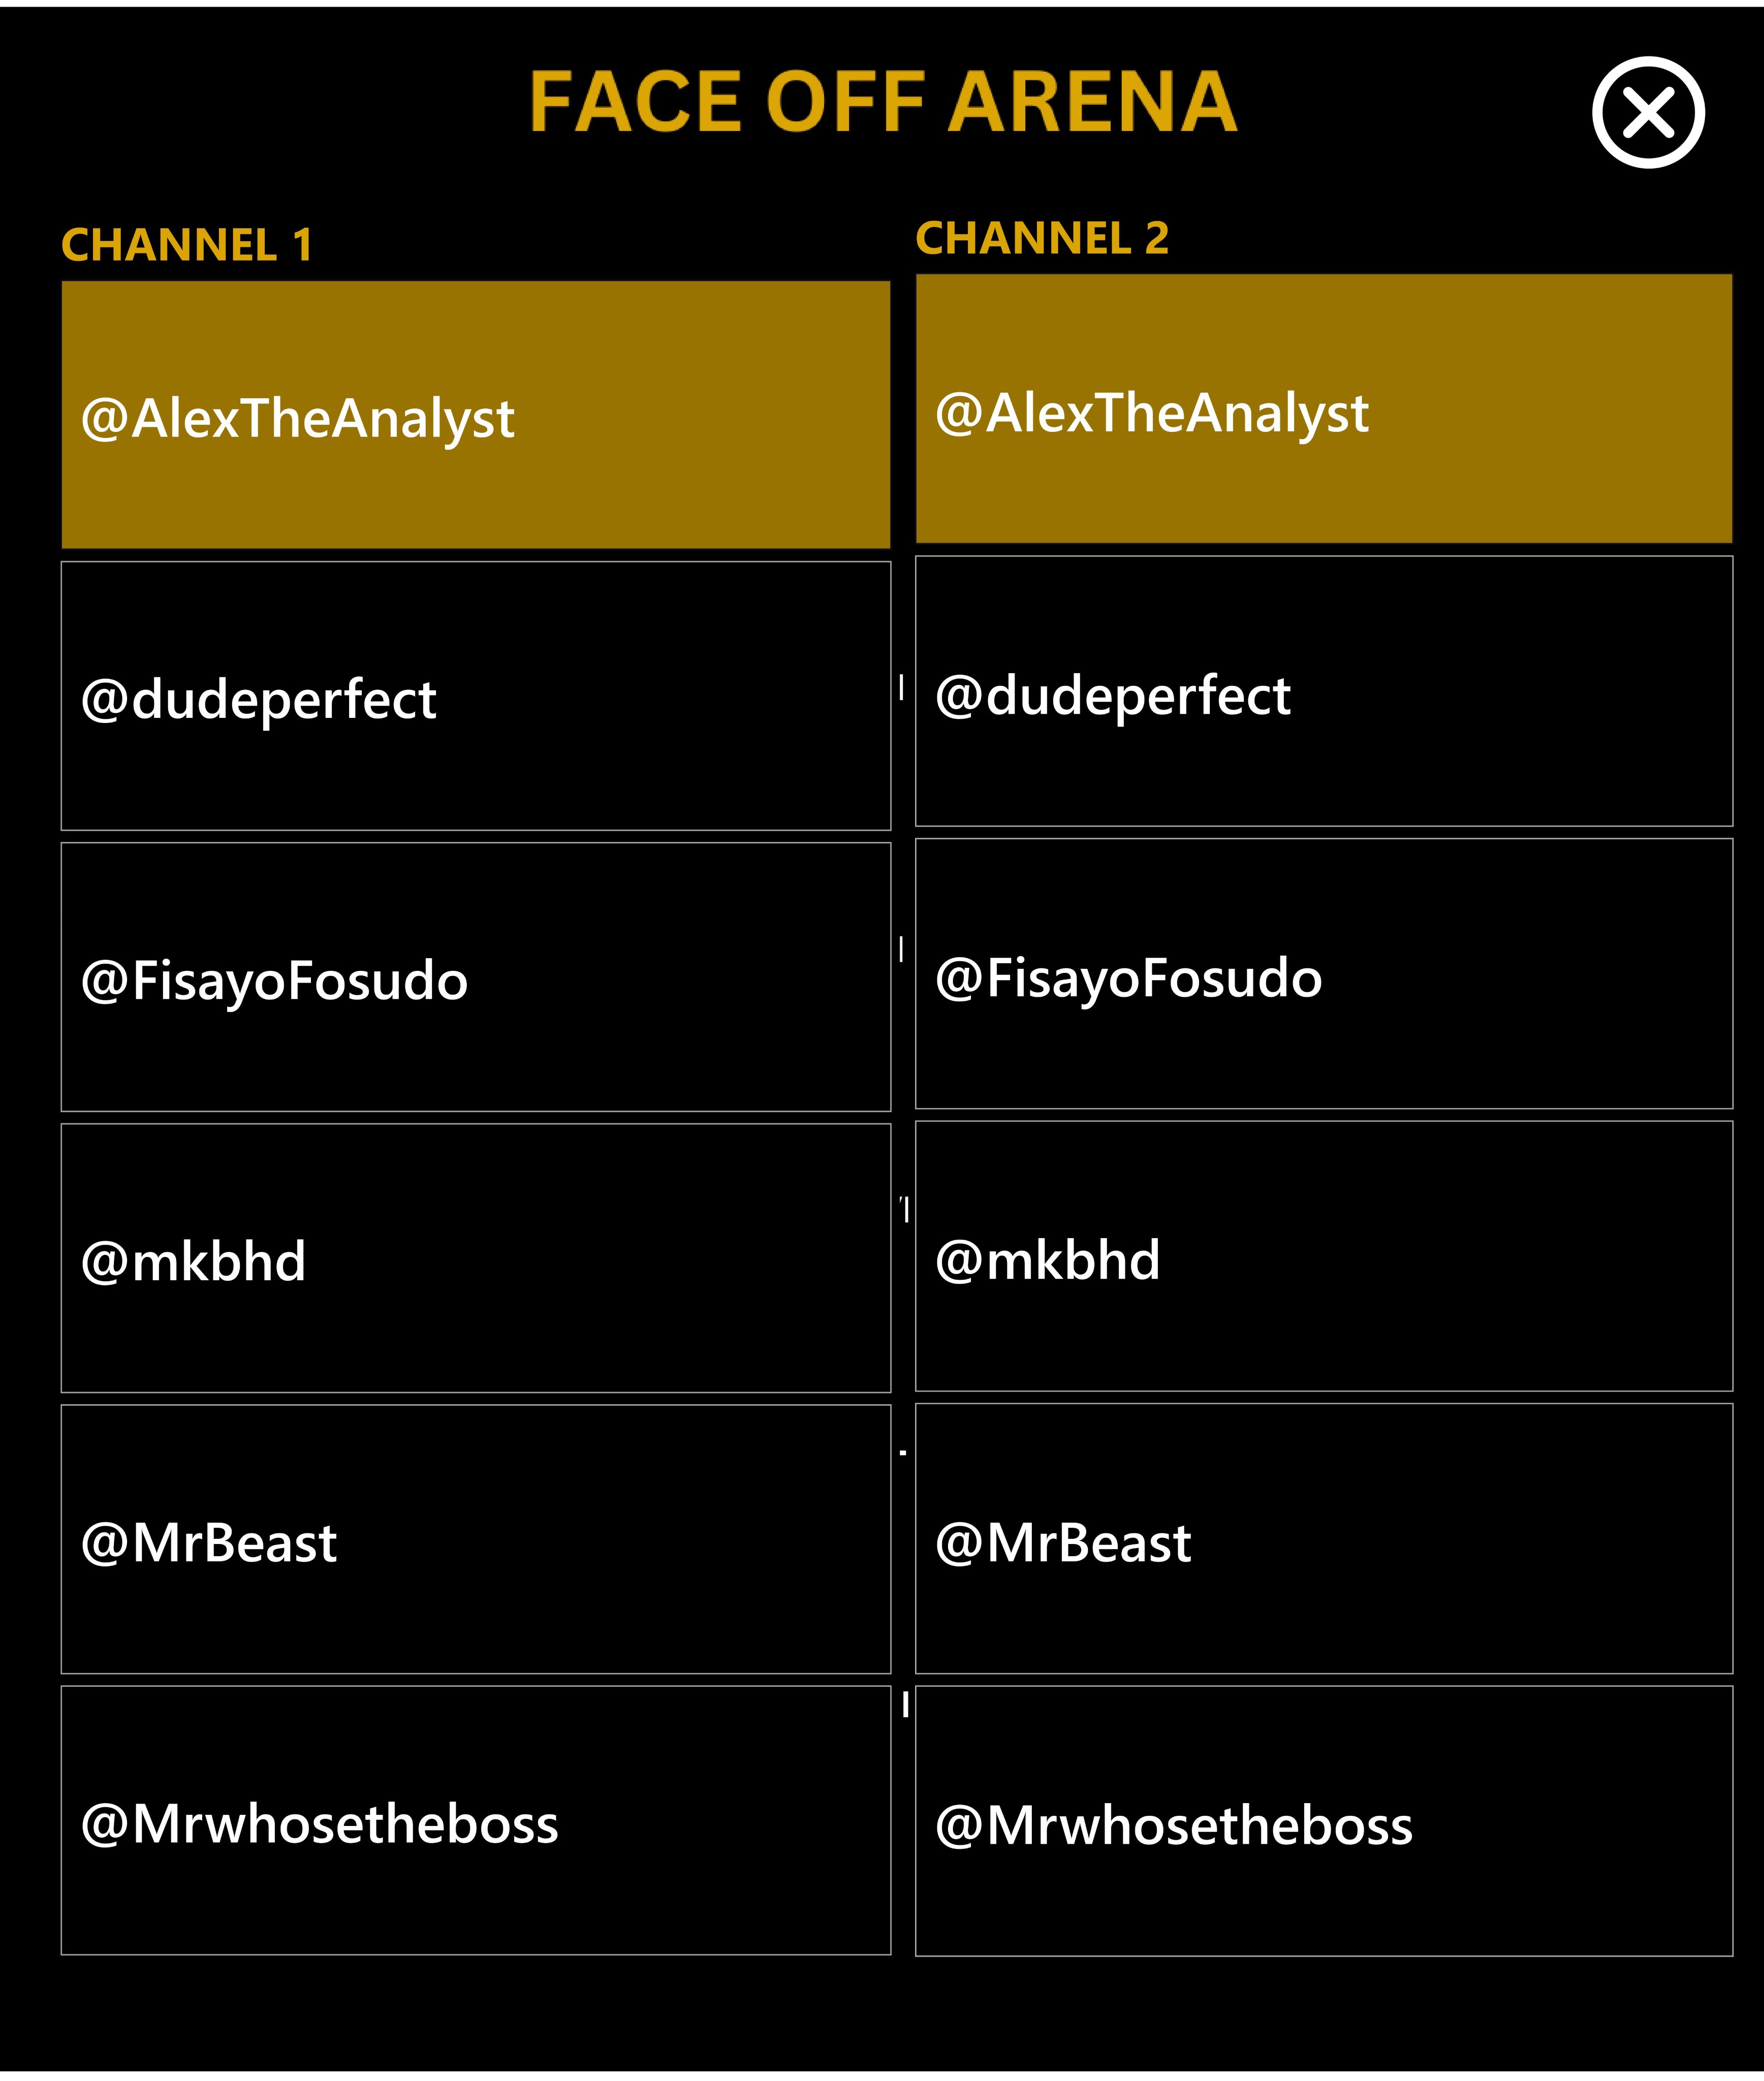 FACE OFF ARENA
CHANNEL 1
@AlexTheAnalyst
@dudeperfect
@FisayoFosudo
@mkbhd
@MrBeast
@Mrwhosetheboss
CHANNEL 2
@AlexTheAnalyst
@dudeperfect
@FisayoFosudo
@mkbhd
@MrBeast
@Mrwhosetheboss